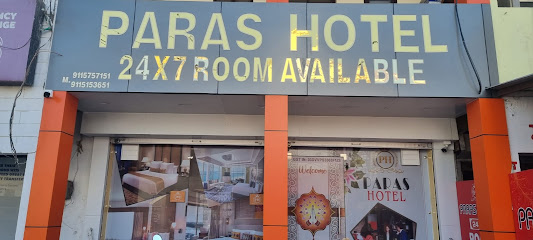 PARAS HOTEL
24X7 ROOM AVAILABLE
9115757151
M. 9115153651
Welcome
PH
PARAS
HOTEL